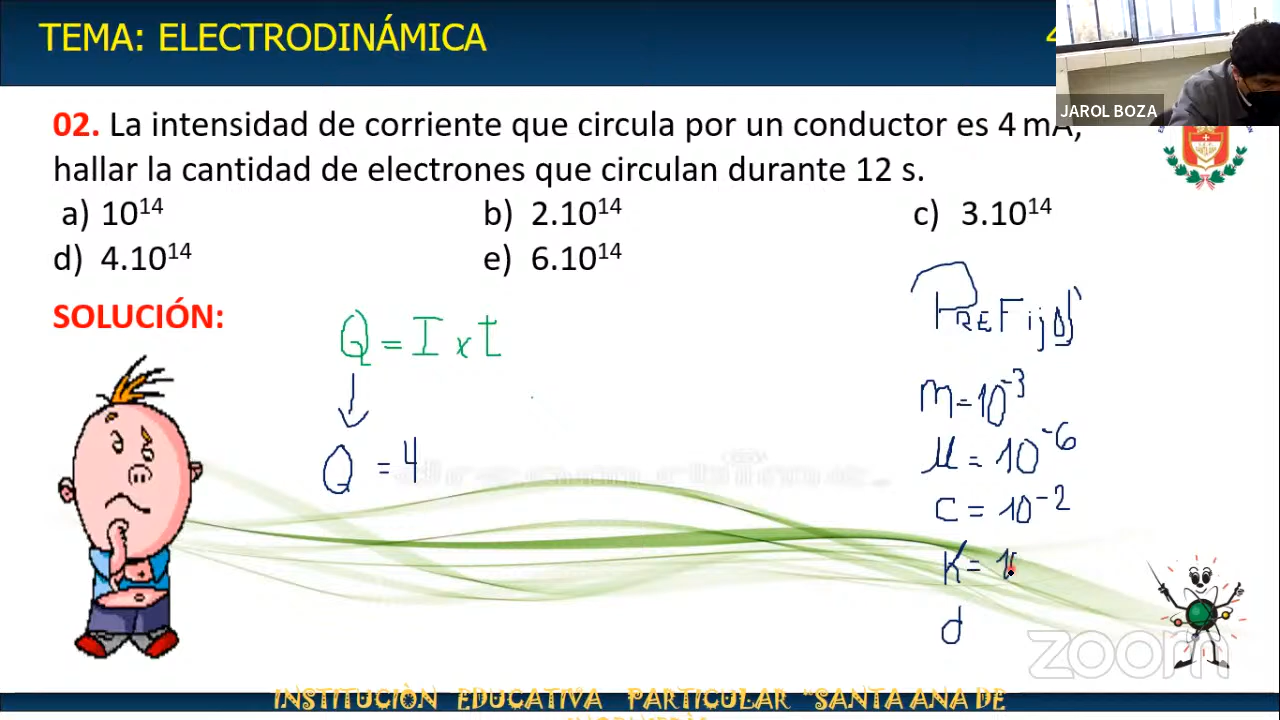 TEMA: ELECTRODINÁMICA
4
JAROL BOZA
02. La intensidad de corriente que circula por un conductor es 4 mA,
hallar la cantidad de electrones que circulan durante 12 s.
a) 10¹⁴ b) 2.10¹⁴ c) 3.10¹⁴
d) 4.10¹⁴ e) 6.10¹⁴
SOLUCIÓN:
Q = I x t
Q = 4
PREFijos
m = 10⁻³
μ = 10⁻⁶
c = 10⁻²
K = 1
d
zoom
INSTITUCIÒN EDUCATIVA PARTICULAR "SANTA ANA DE